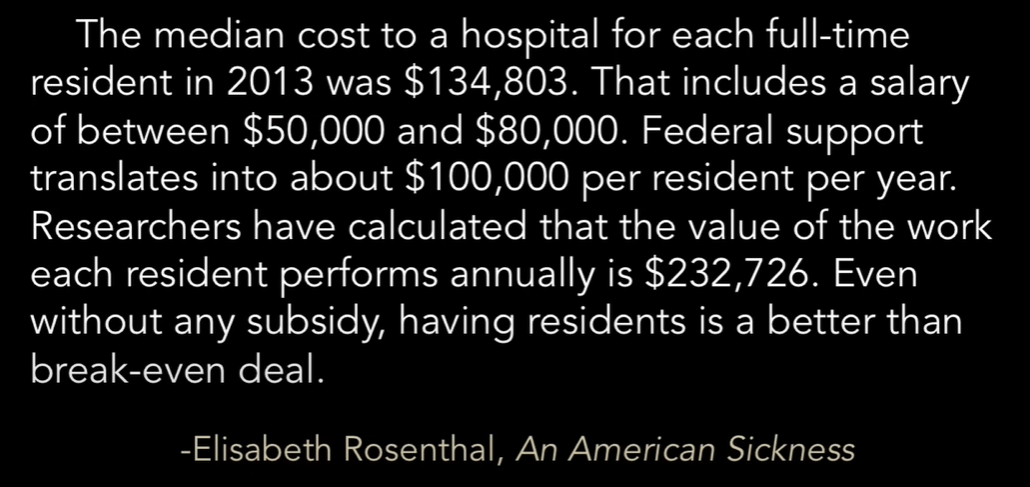 The median cost to a hospital for each full-time
resident in 2013 was $134,803. That includes a salary
of between $50,000 and $80,000. Federal support
translates into about $100,000 per resident per year.
Researchers have calculated that the value of the work
each resident performs annually is $232,726. Even
without any subsidy, having residents is a better than
break-even deal.
-Elisabeth Rosenthal, An American Sickness